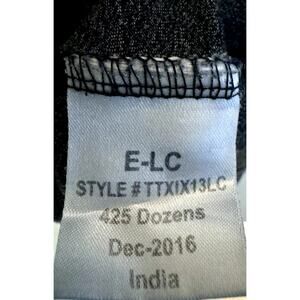 E-LC
STYLE #TTXIX13LC
425 Dozens
Dec-2016
India